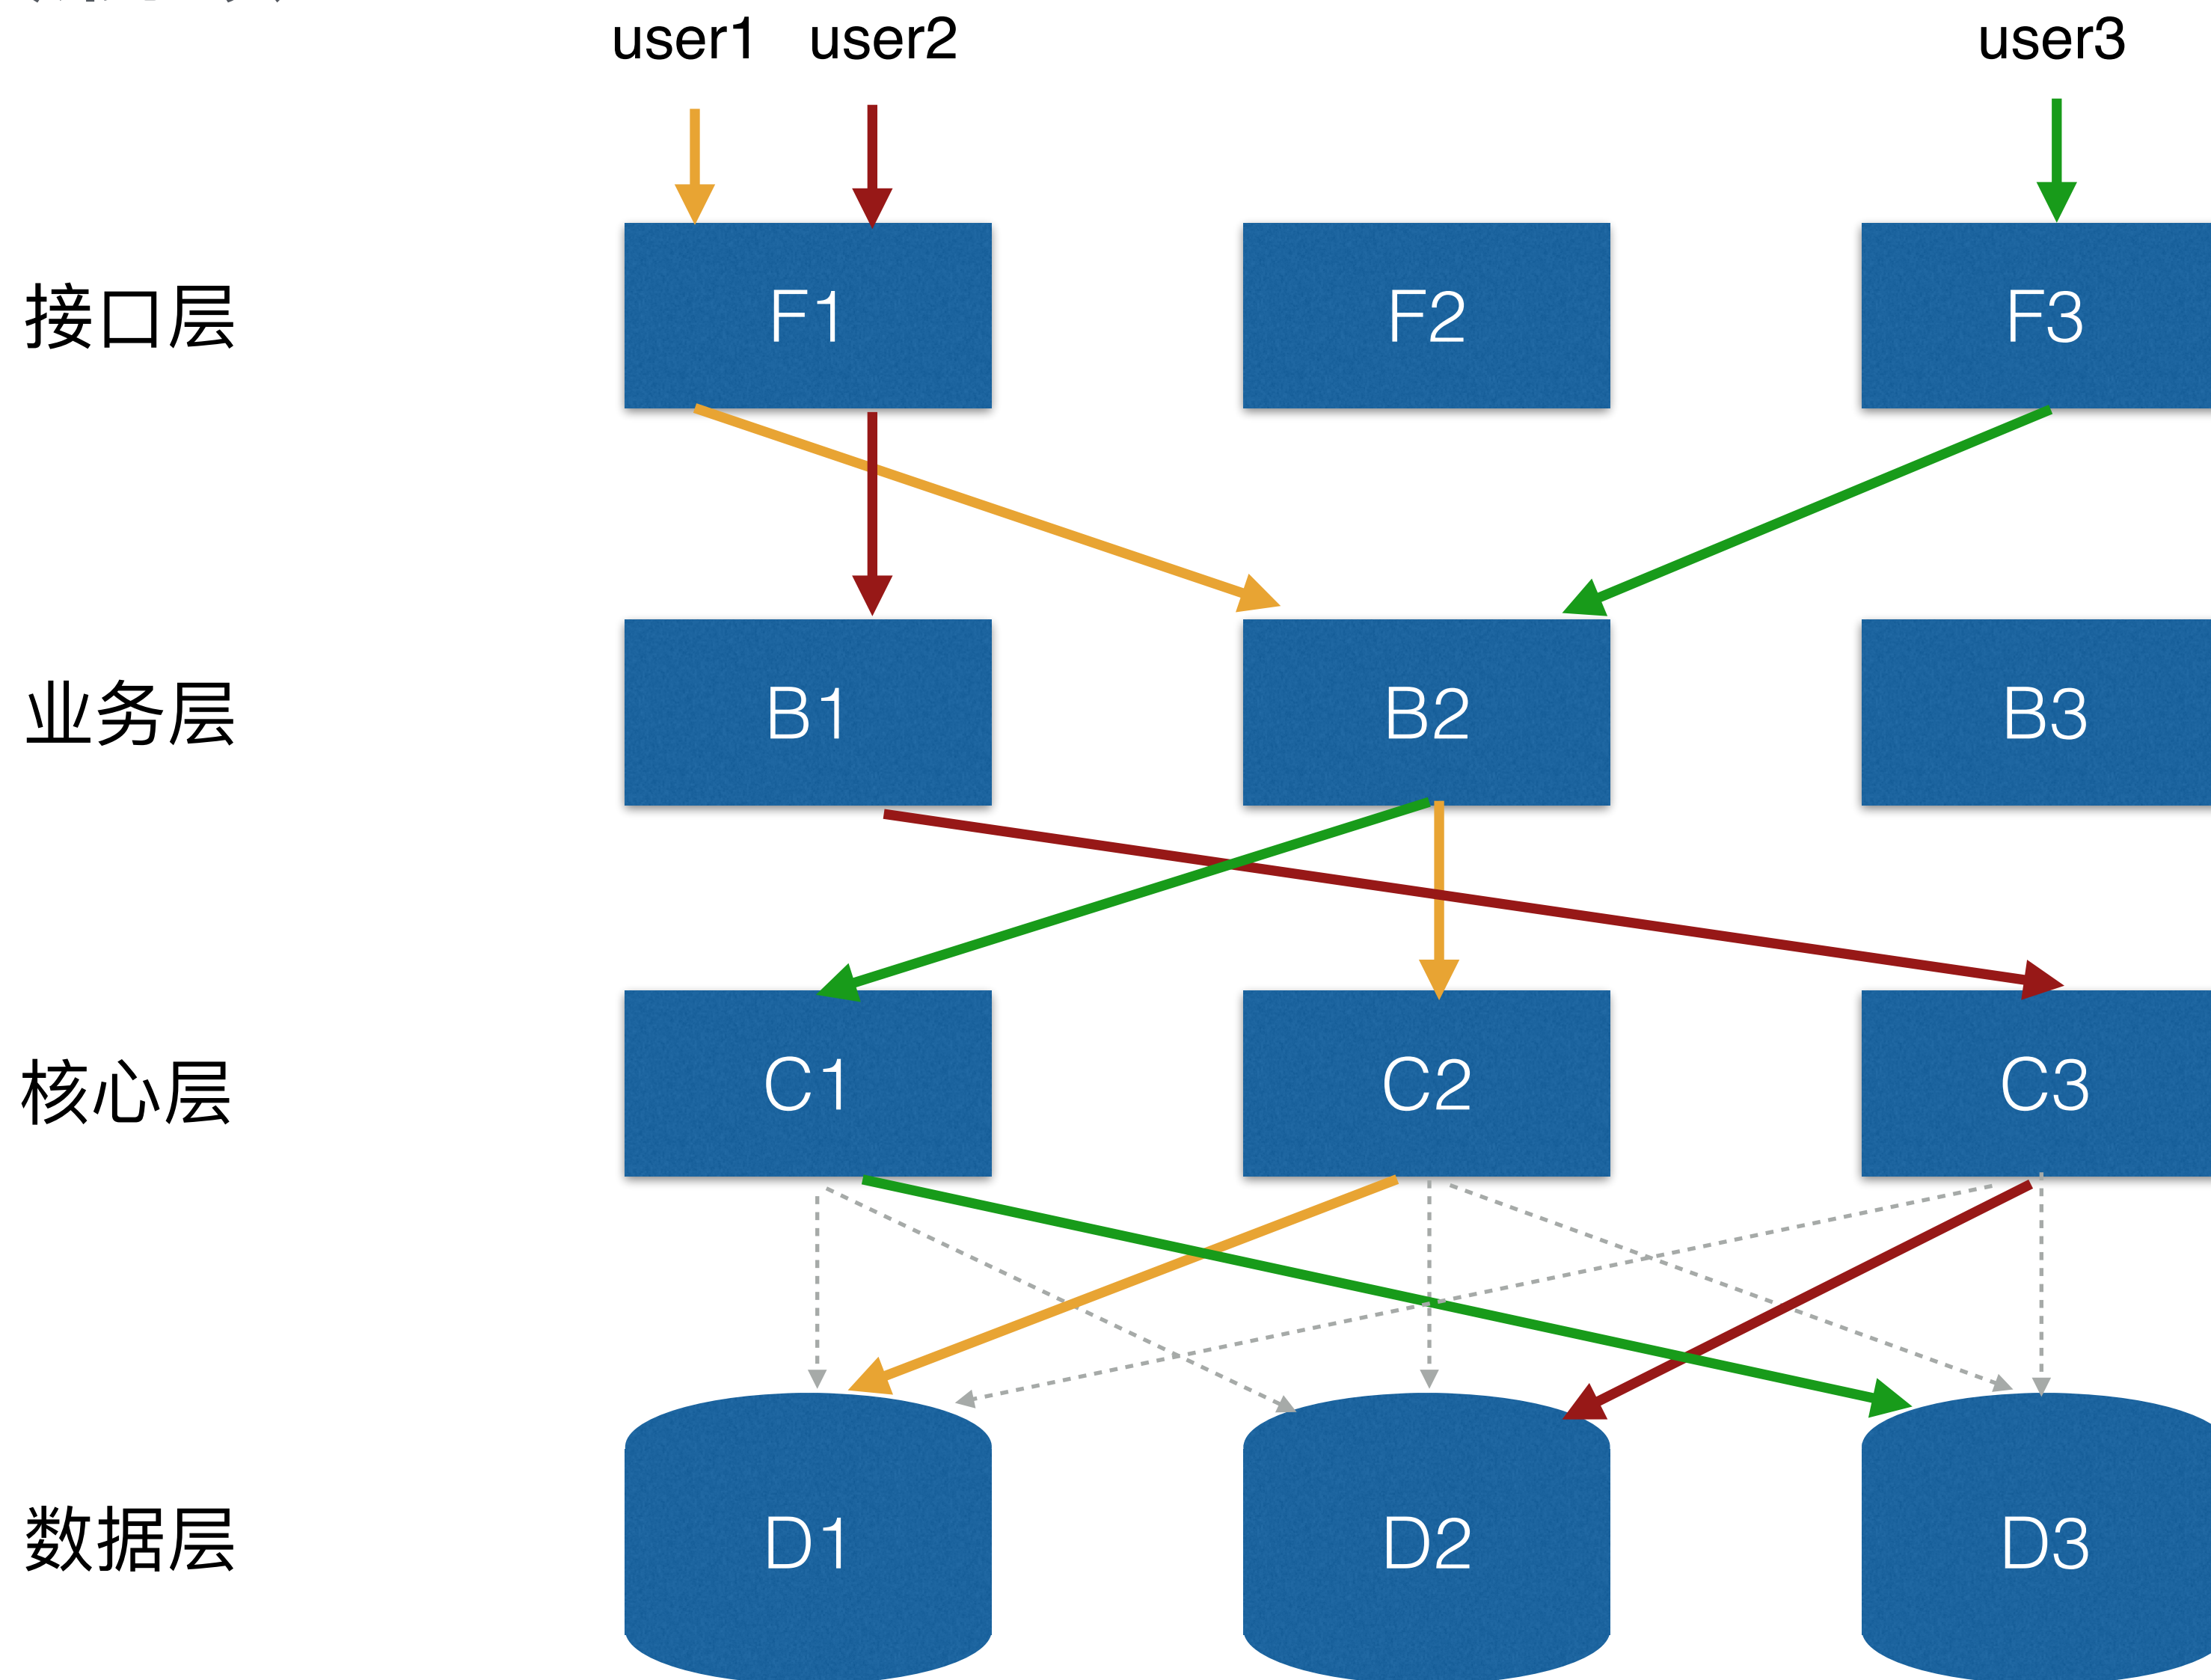 user1 user2 user3
接口层 F1 F2 F3
业务层 B1 B2 B3
核心层 C1 C2 C3
数据层 D1 D2 D3